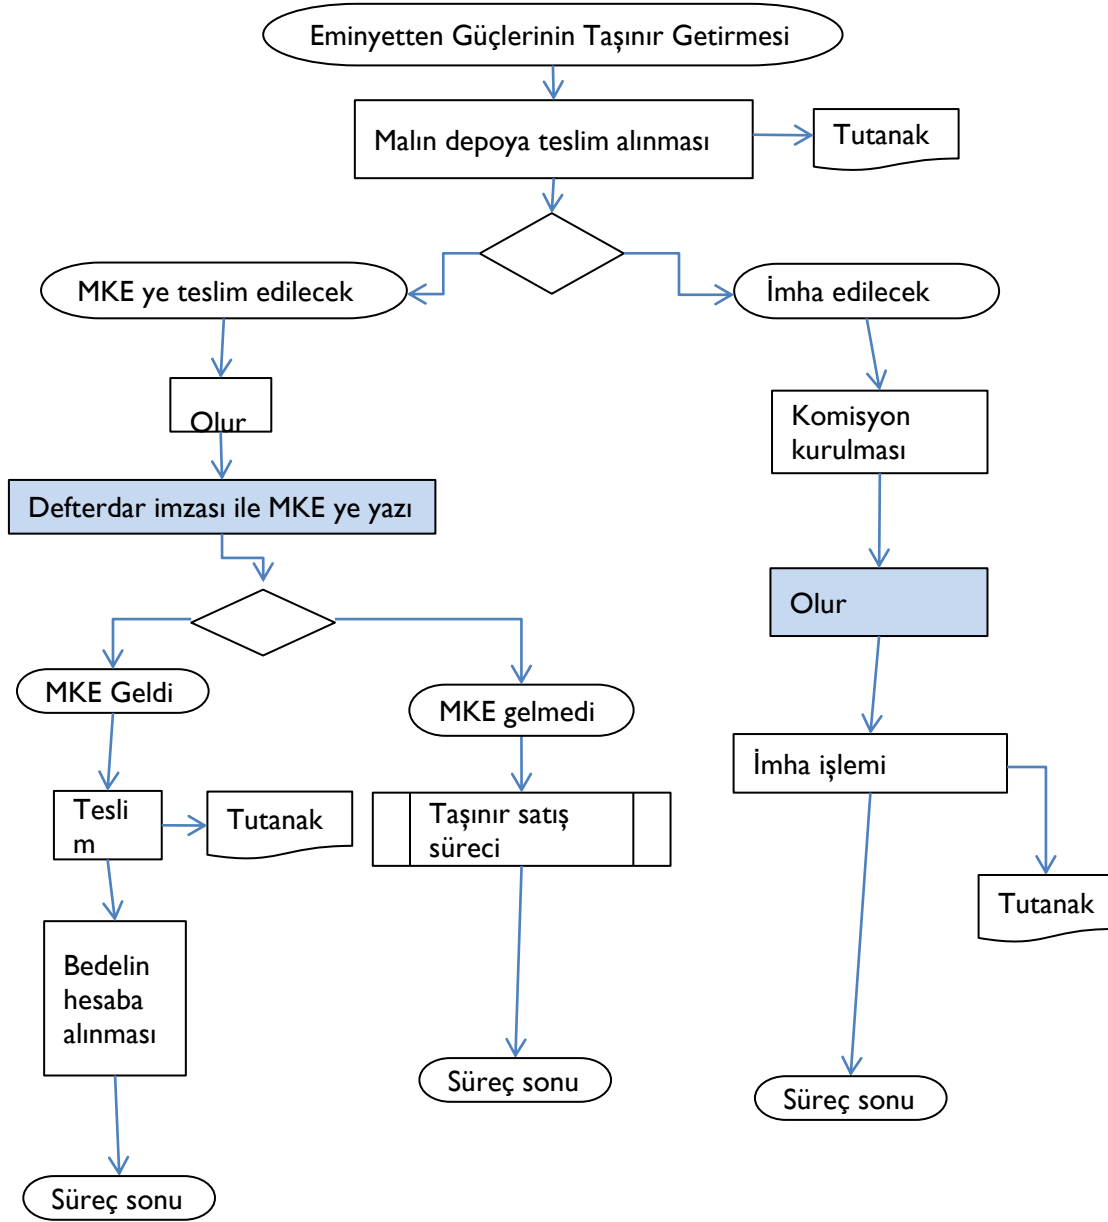 Eminyetten Güçlerinin Taşınır Getirmesi
Malın depoya teslim alınması
Tutanak
MKE ye teslim edilecek
İmha edilecek
Olur
Komisyon
kurulması
Defterdar imzası ile MKE ye yazı
Olur
MKE Geldi
MKE gelmedi
İmha işlemi
Tesli
m
Tutanak
Taşınır satış
süreci
Tutanak
Bedelin
hesaba
alınması
Süreç sonu
Süreç sonu
Süreç sonu